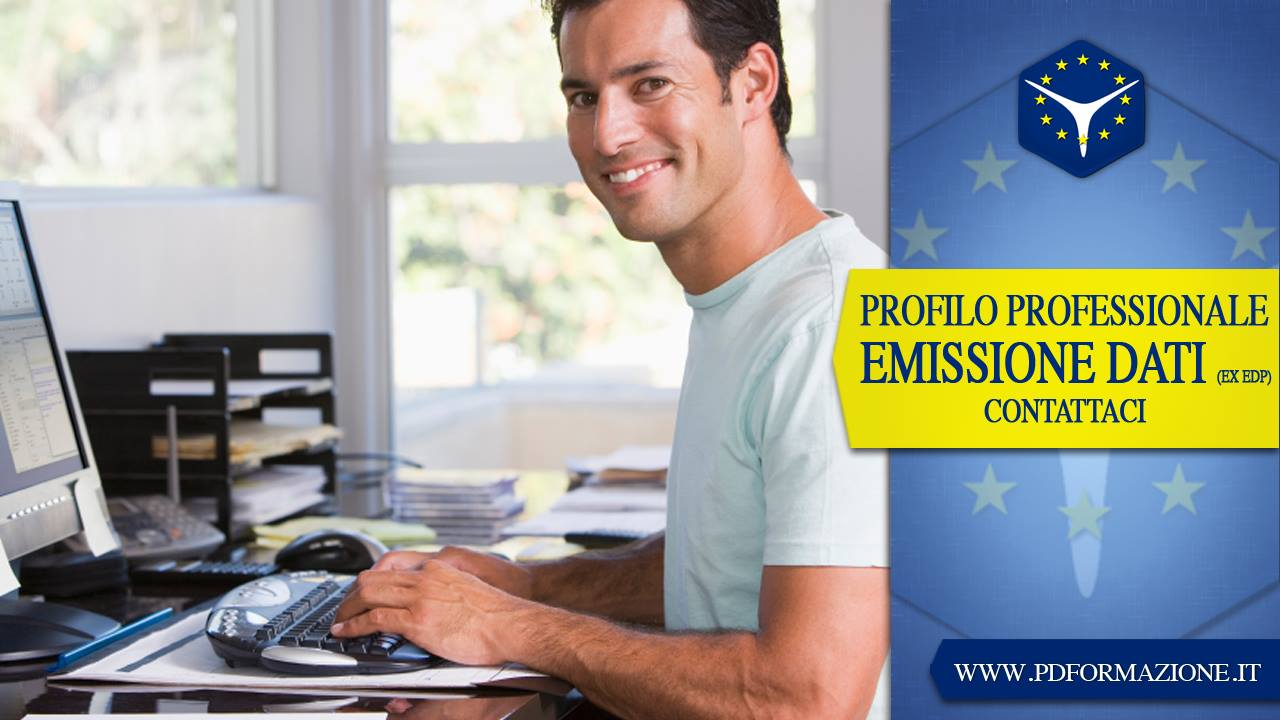 PROFILO PROFESSIONALE
EMISSIONE DATI (EX EDP)
CONTATTACI
WWW.PDFORMAZIONE.IT